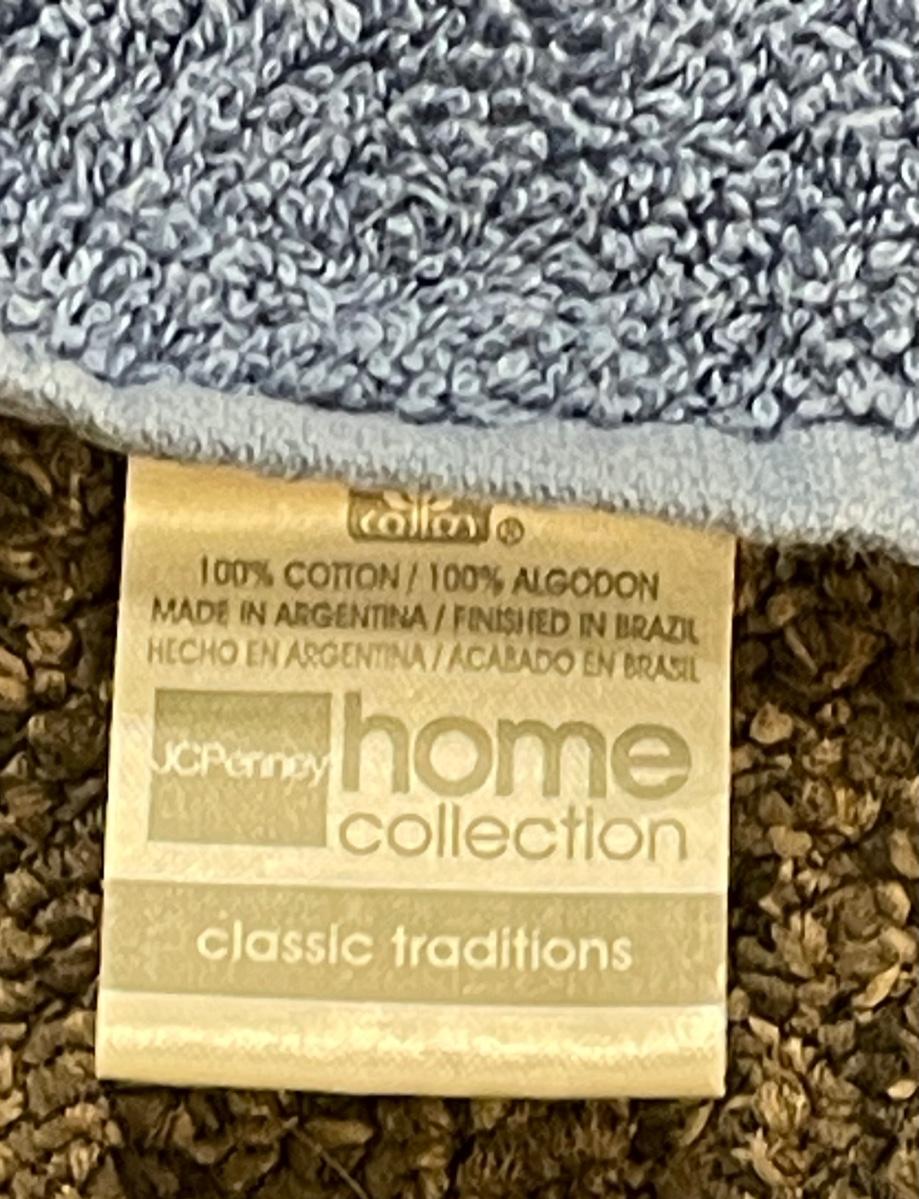 cotton ®
100% COTTON / 100% ALGODON
MADE IN ARGENTINA / FINISHED IN BRAZIL
HECHO EN ARGENTINA / ACABADO EN BRASIL
JCPenney
home
collection
classic traditions